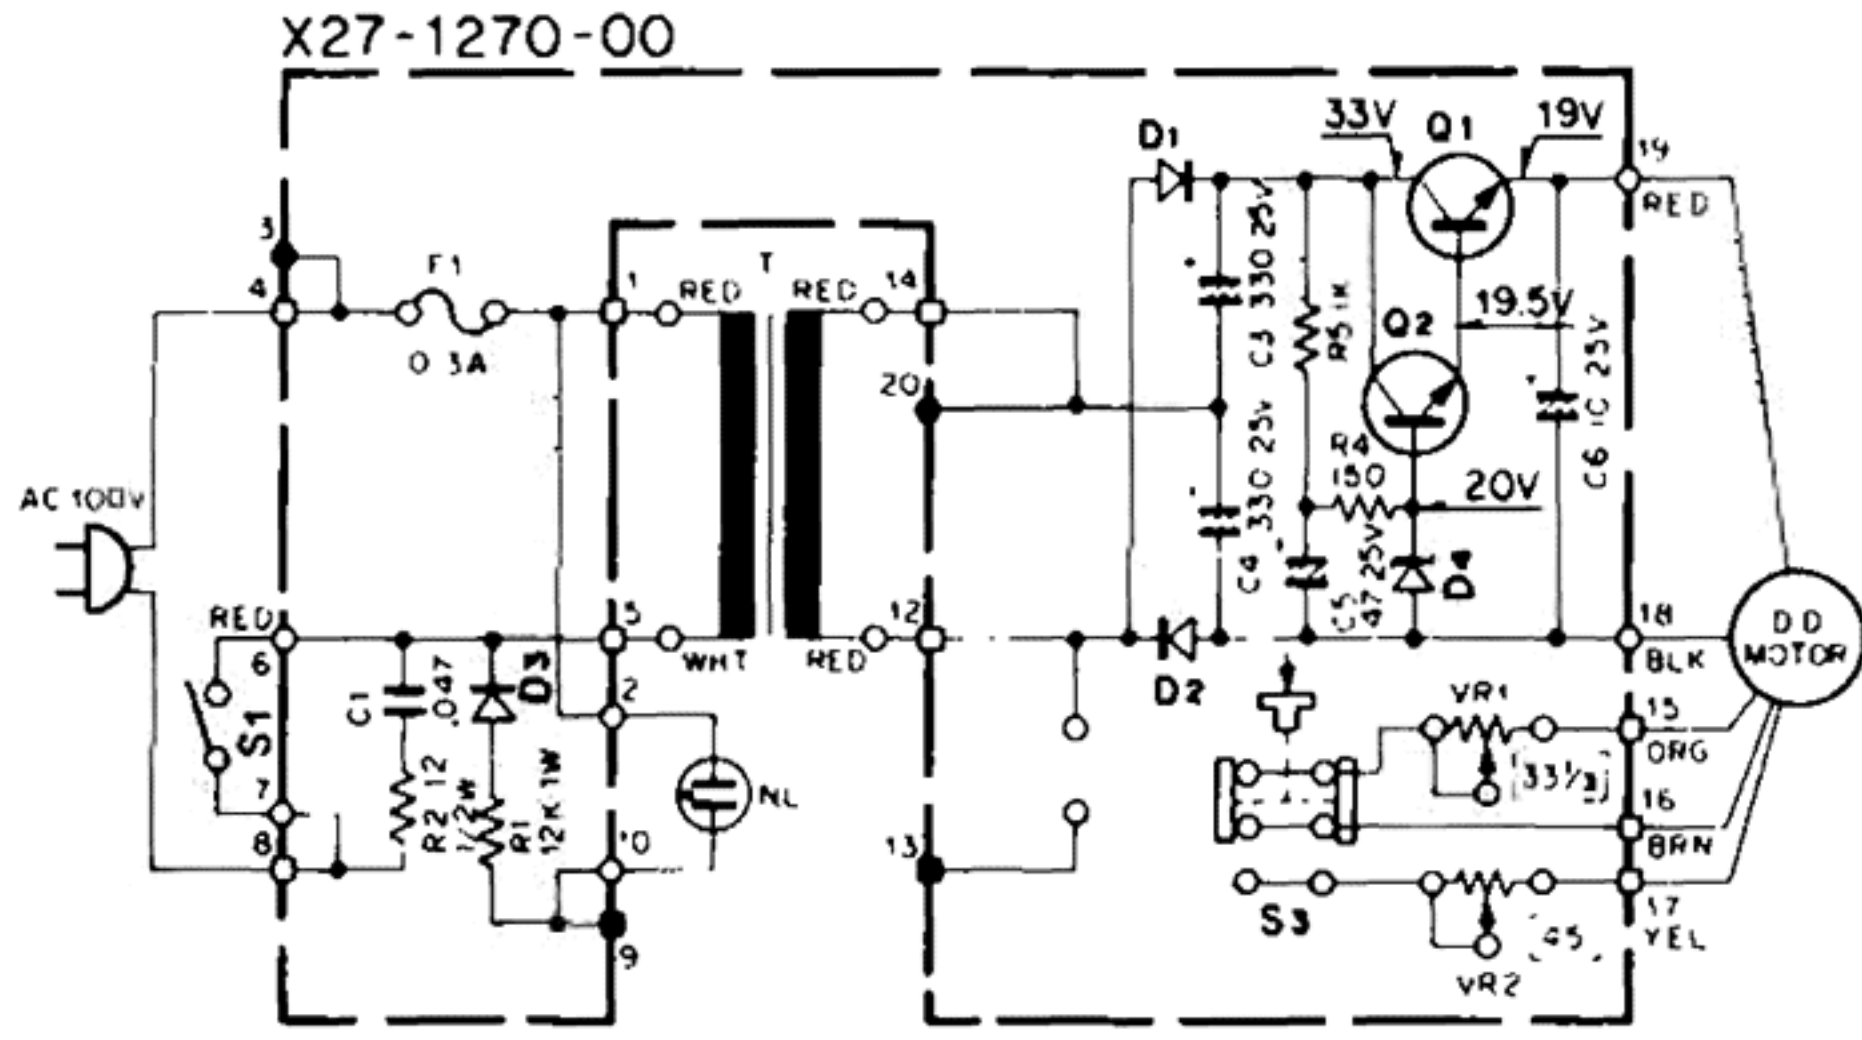 X27-1270-00
33V
Q1
19V
D1
19
RED
3
4
F1
0 3A
1
RED
T
RED
14
20
C3 330 25V
R5 1K
Q2
19.5V
C6 10 25V
AC 100V
C4 330 25V
R4
150
20V
C5
47 25V
D4
RED
6
5
WHT
RED
12
D2
18
BLK
D D
MOTOR
S1
C1
.047
D3
2
VR1
15
ORG
[33⅓]
7
8
R2 12
1/2W
R1
12K 1W
NL
10
13
16
BRN
S3
17
YEL
[45]
VR2
9